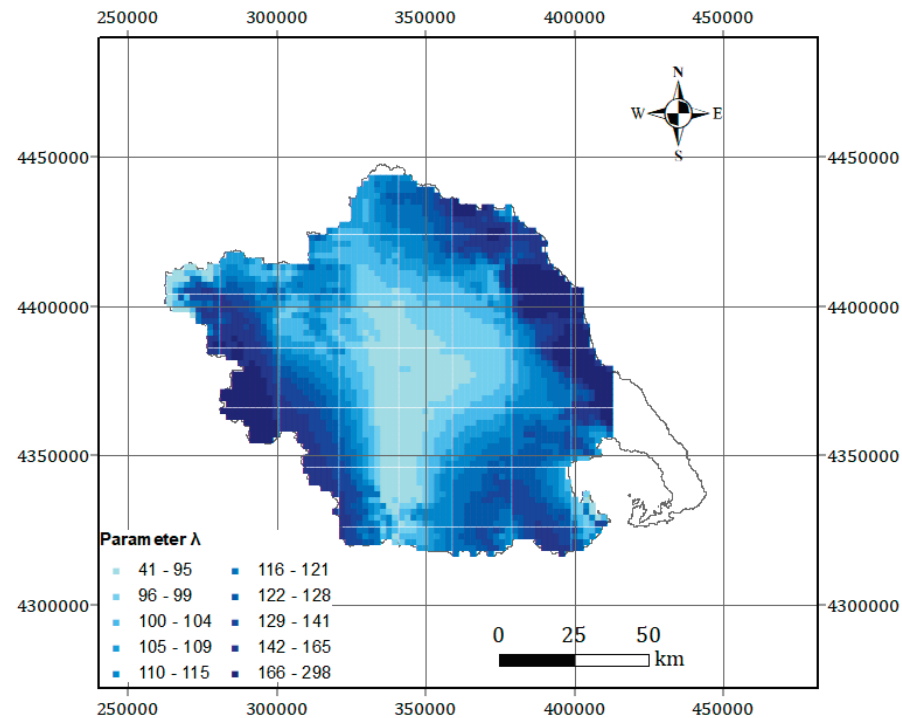 250000 300000 350000 400000 450000
N
W E
S
4450000 4450000
4400000 4400000
4350000 4350000
4300000 4300000
Parameter λ
41 - 95 116 - 121
96 - 99 122 - 128
100 - 104 129 - 141
105 - 109 142 - 165
110 - 115 166 - 298
0 25 50
km
250000 300000 350000 400000 450000